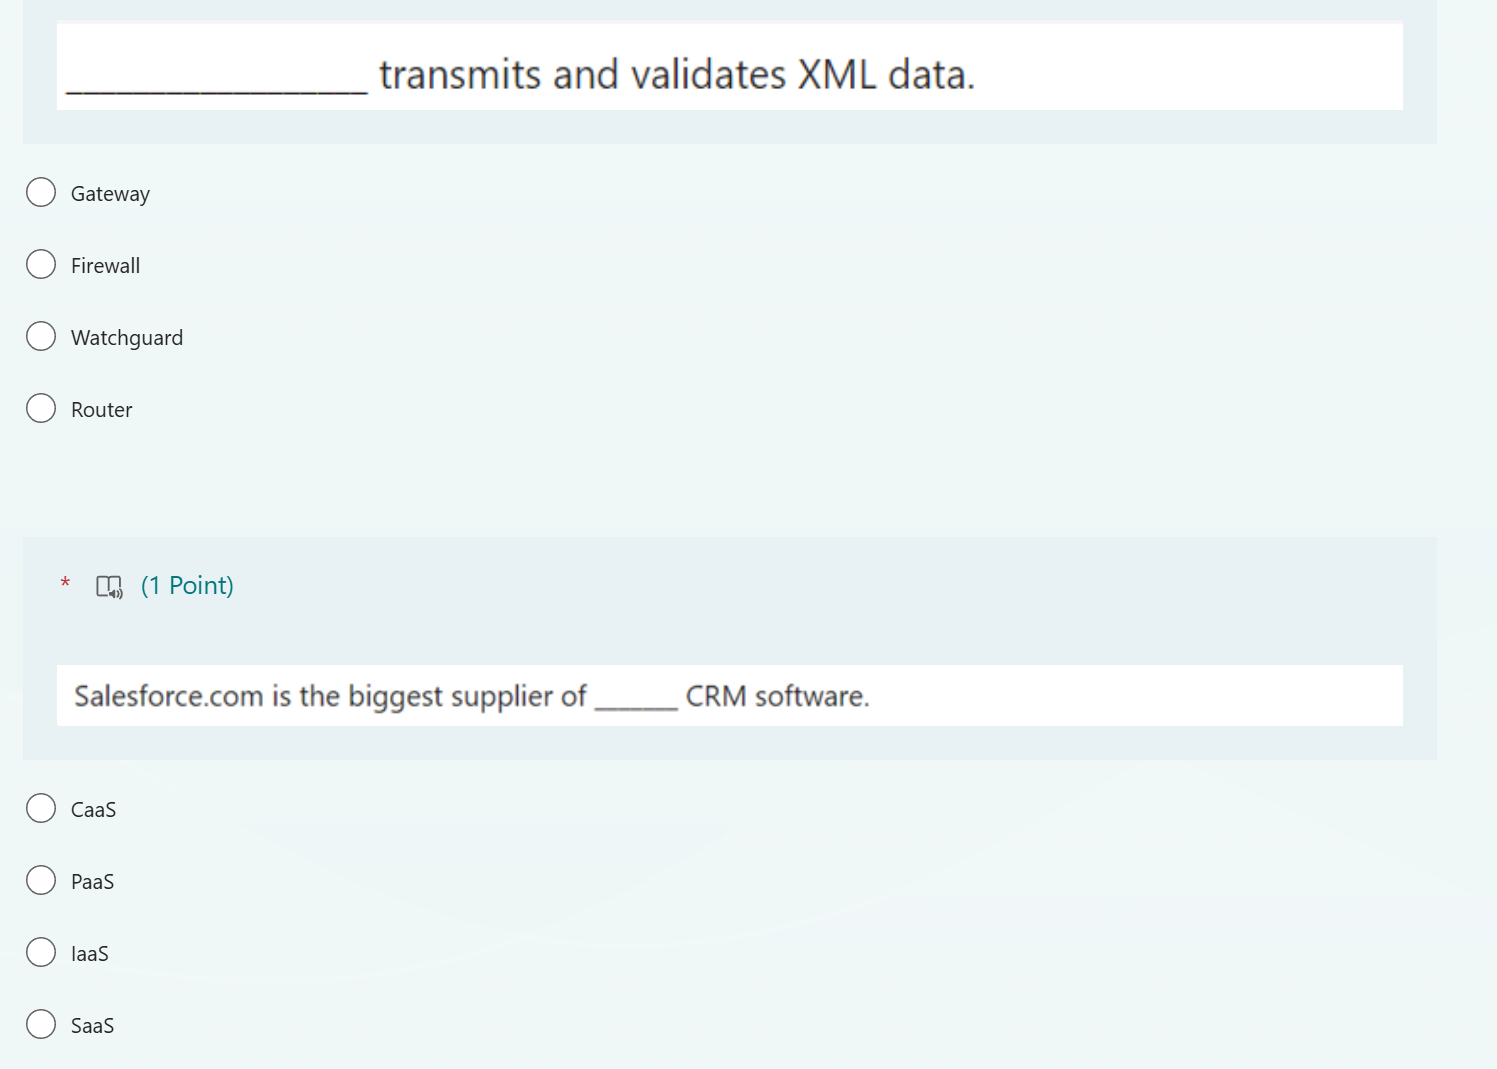 __________________ transmits and validates XML data.
Gateway
Firewall
Watchguard
Router
* (1 Point)
Salesforce.com is the biggest supplier of ______ CRM software.
CaaS
PaaS
IaaS
SaaS